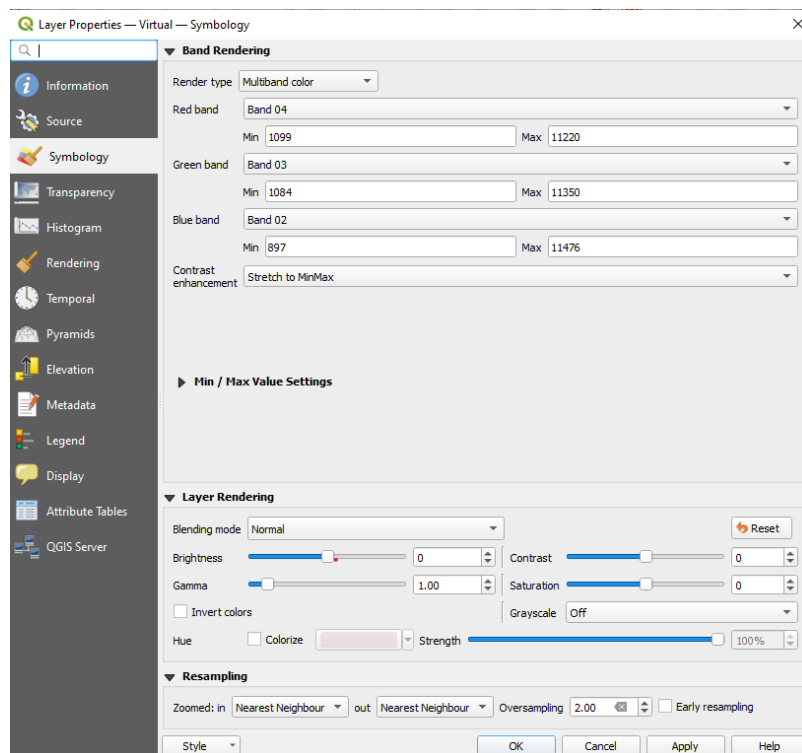 Layer Properties — Virtual — Symbology
Information
Source
Symbology
Transparency
Histogram
Rendering
Temporal
Pyramids
Elevation
Metadata
Legend
Display
Attribute Tables
QGIS Server
Band Rendering
Render type Multiband color
Red band Band 04
Min 1099 Max 11220
Green band Band 03
Min 1084 Max 11350
Blue band Band 02
Min 897 Max 11476
Contrast
enhancement Stretch to MinMax
Min / Max Value Settings
Layer Rendering
Blending mode Normal Reset
Brightness 0 Contrast 0
Gamma 1.00 Saturation 0
Invert colors Grayscale Off
Hue Colorize Strength 100%
Resampling
Zoomed: in Nearest Neighbour out Nearest Neighbour Oversampling 2.00 Early resampling
Style OK Cancel Apply Help